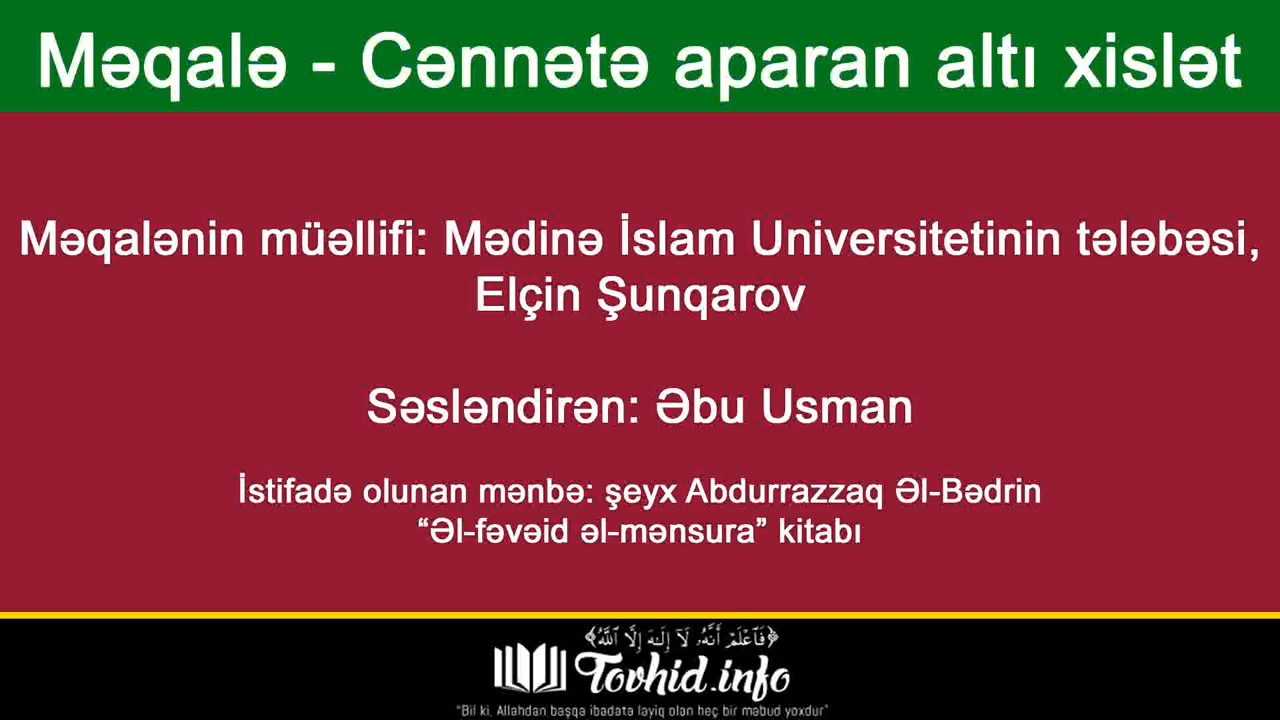 Məqalə - Cənnətə aparan altı xislət
Məqalənin müəllifi: Mədinə İslam Universitetinin tələbəsi,
Elçin Şunqarov
Səsləndirən: Əbu Usman
İstifadə olunan mənbə: şeyx Abdurrazzaq Əl-Bədrin
“Əl-fəvəid əl-mənsura” kitabı
﴿فَٱعْلَمْ أَنَّهُۥ لَآ إِلَـٰهَ إِلَّا ٱللَّهُ﴾
Tovhid.info
“Bil ki, Allahdan başqa ibadətə layiq olan heç bir məbud yoxdur”